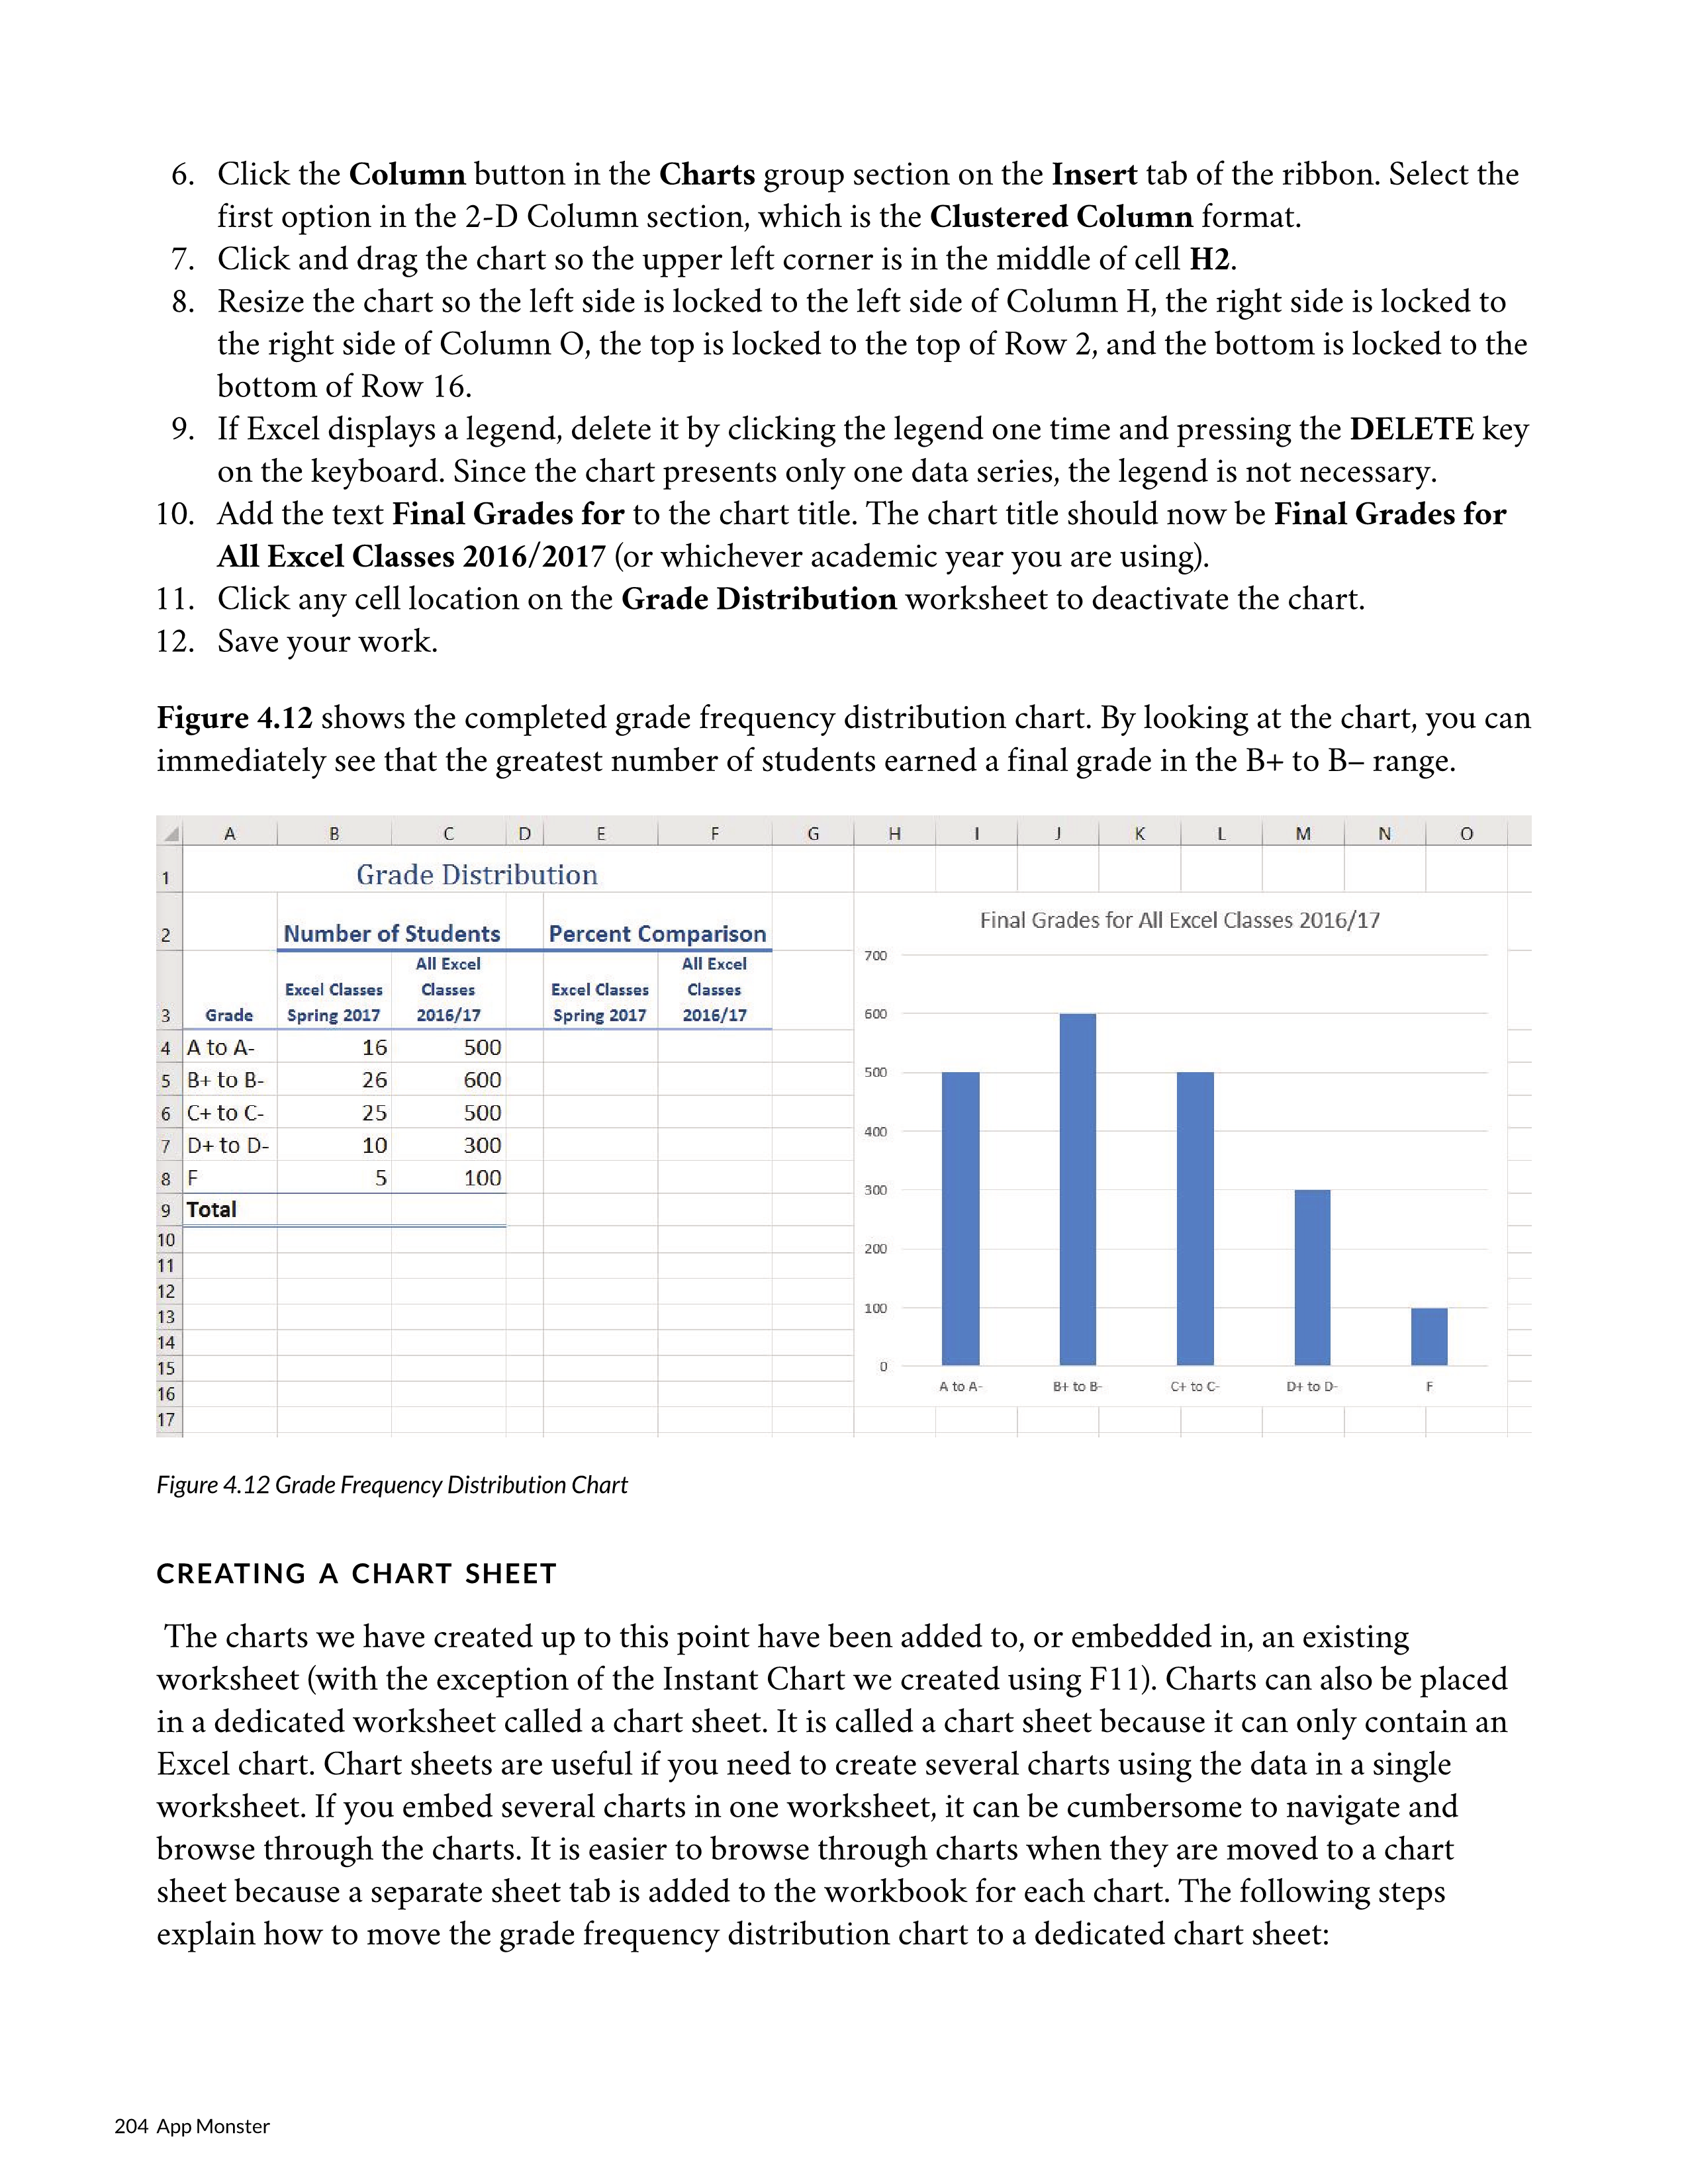 6. Click the Column button in the Charts group section on the Insert tab of the ribbon. Select the
first option in the 2-D Column section, which is the Clustered Column format.
7. Click and drag the chart so the upper left corner is in the middle of cell H2.
8. Resize the chart so the left side is locked to the left side of Column H, the right side is locked to
the right side of Column O, the top is locked to the top of Row 2, and the bottom is locked to the
bottom of Row 16.
9. If Excel displays a legend, delete it by clicking the legend one time and pressing the DELETE key
on the keyboard. Since the chart presents only one data series, the legend is not necessary.
10. Add the text Final Grades for to the chart title. The chart title should now be Final Grades for
All Excel Classes 2016/2017 (or whichever academic year you are using).
11. Click any cell location on the Grade Distribution worksheet to deactivate the chart.
12. Save your work.
Figure 4.12 shows the completed grade frequency distribution chart. By looking at the chart, you can
immediately see that the greatest number of students earned a final grade in the B+ to B– range.
A B C D E F G H I J K L M N O
1 Grade Distribution
2 Number of Students Percent Comparison
3 Grade Excel Classes Spring 2017 All Excel Classes 2016/17 Excel Classes Spring 2017 All Excel Classes 2016/17
4 A to A- 16 500
5 B+ to B- 26 600
6 C+ to C- 25 500
7 D+ to D- 10 300
8 F 5 100
9 Total
10
11
12
13
14
15
16
17
Final Grades for All Excel Classes 2016/17
700
600
500
400
300
200
100
0
A to A- B+ to B- C+ to C- D+ to D- F
Figure 4.12 Grade Frequency Distribution Chart
CREATING A CHART SHEET
The charts we have created up to this point have been added to, or embedded in, an existing
worksheet (with the exception of the Instant Chart we created using F11). Charts can also be placed
in a dedicated worksheet called a chart sheet. It is called a chart sheet because it can only contain an
Excel chart. Chart sheets are useful if you need to create several charts using the data in a single
worksheet. If you embed several charts in one worksheet, it can be cumbersome to navigate and
browse through the charts. It is easier to browse through charts when they are moved to a chart
sheet because a separate sheet tab is added to the workbook for each chart. The following steps
explain how to move the grade frequency distribution chart to a dedicated chart sheet:
204 App Monster